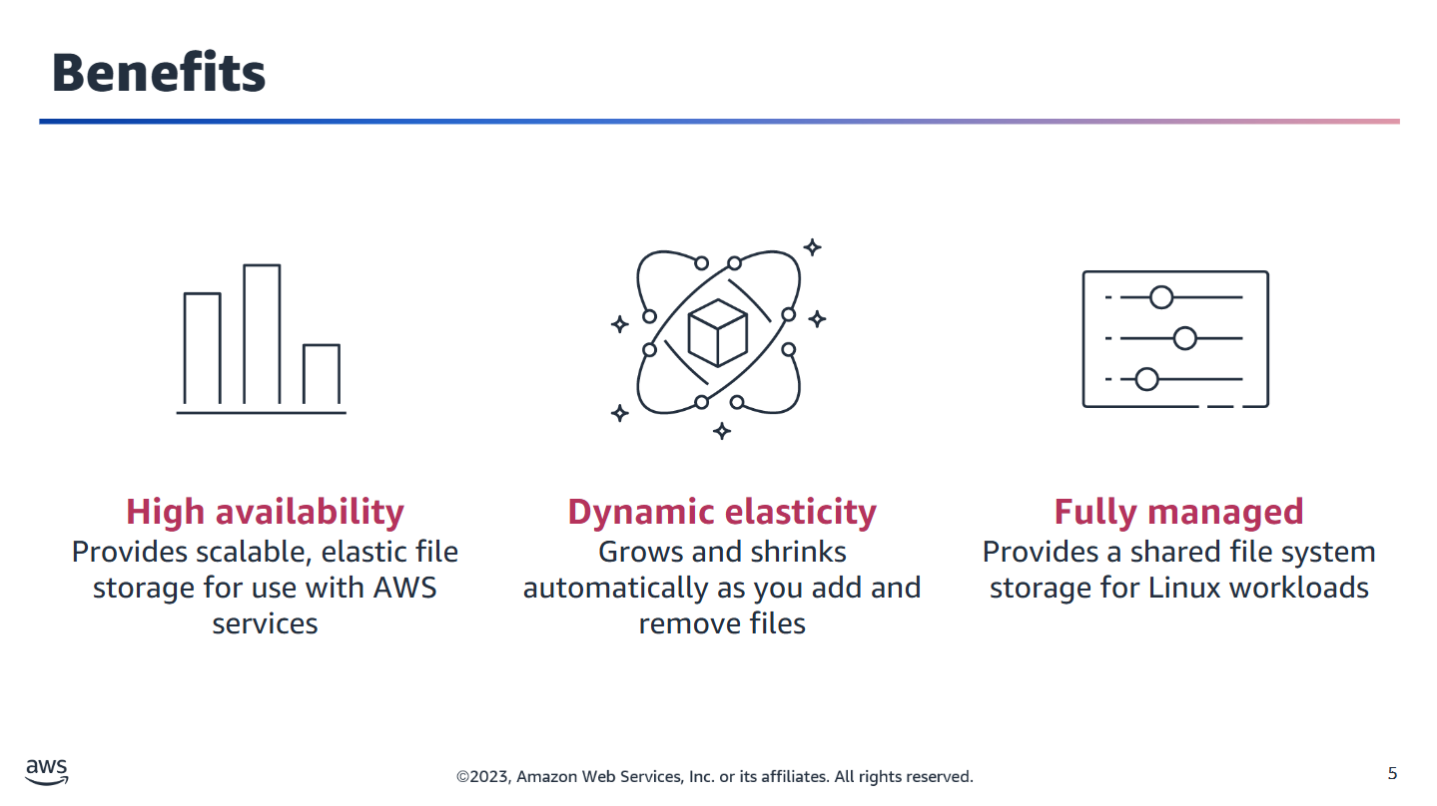 Benefits
High availability
Provides scalable, elastic file
storage for use with AWS
services
Dynamic elasticity
Grows and shrinks
automatically as you add and
remove files
Fully managed
Provides a shared file system
storage for Linux workloads
aws
©2023, Amazon Web Services, Inc. or its affiliates. All rights reserved.
5